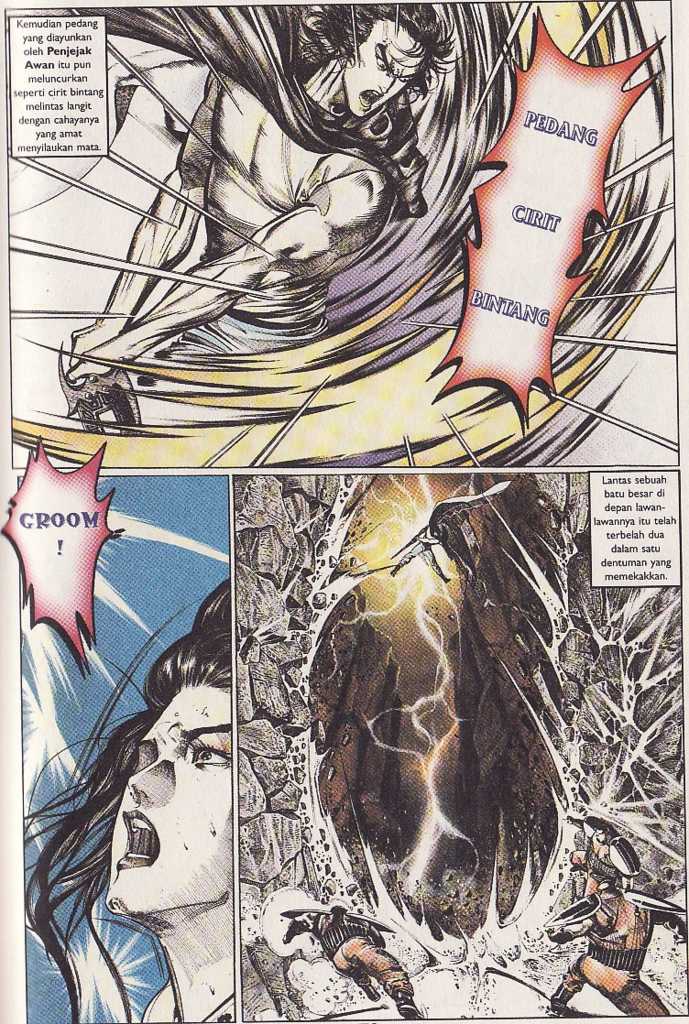 Kemudian pedang
yang diayunkan
oleh Penjejak
Awan itu pun
meluncurkan
seperti cirit bintang
melintas langit
dengan cahayanya
yang amat
menyilaukan mata.
PEDANG
CIRIT
BINTANG
GROOM
!
Lantas sebuah
batu besar di
depan lawan-
lawannya itu telah
terbelah dua
dalam satu
dentuman yang
memekakkan.